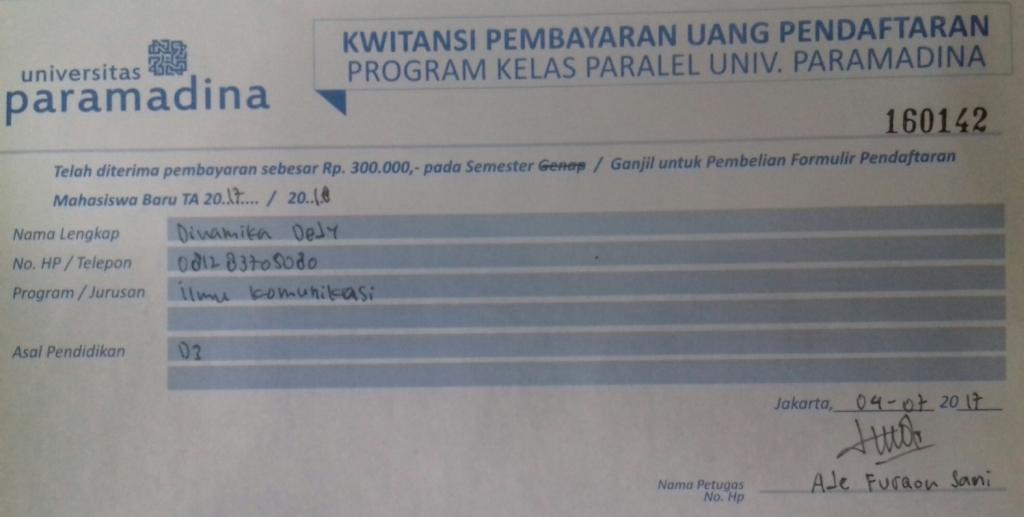 universitas
paramadina
KWITANSI PEMBAYARAN UANG PENDAFTARAN
PROGRAM KELAS PARALEL UNIV. PARAMADINA
160142
Telah diterima pembayaran sebesar Rp. 300.000,- pada Semester Genap / Ganjil untuk Pembelian Formulir Pendaftaran
Mahasiswa Baru TA 20.17.... / 20..18
Nama Lengkap Dinamika Desy
No. HP / Telepon 081283705080
Program / Jurusan ilmu komunikasi
Asal Pendidikan D3
Jakarta, 04-07 2017
Nama Petugas Ade Furaon Sani
No. Hp